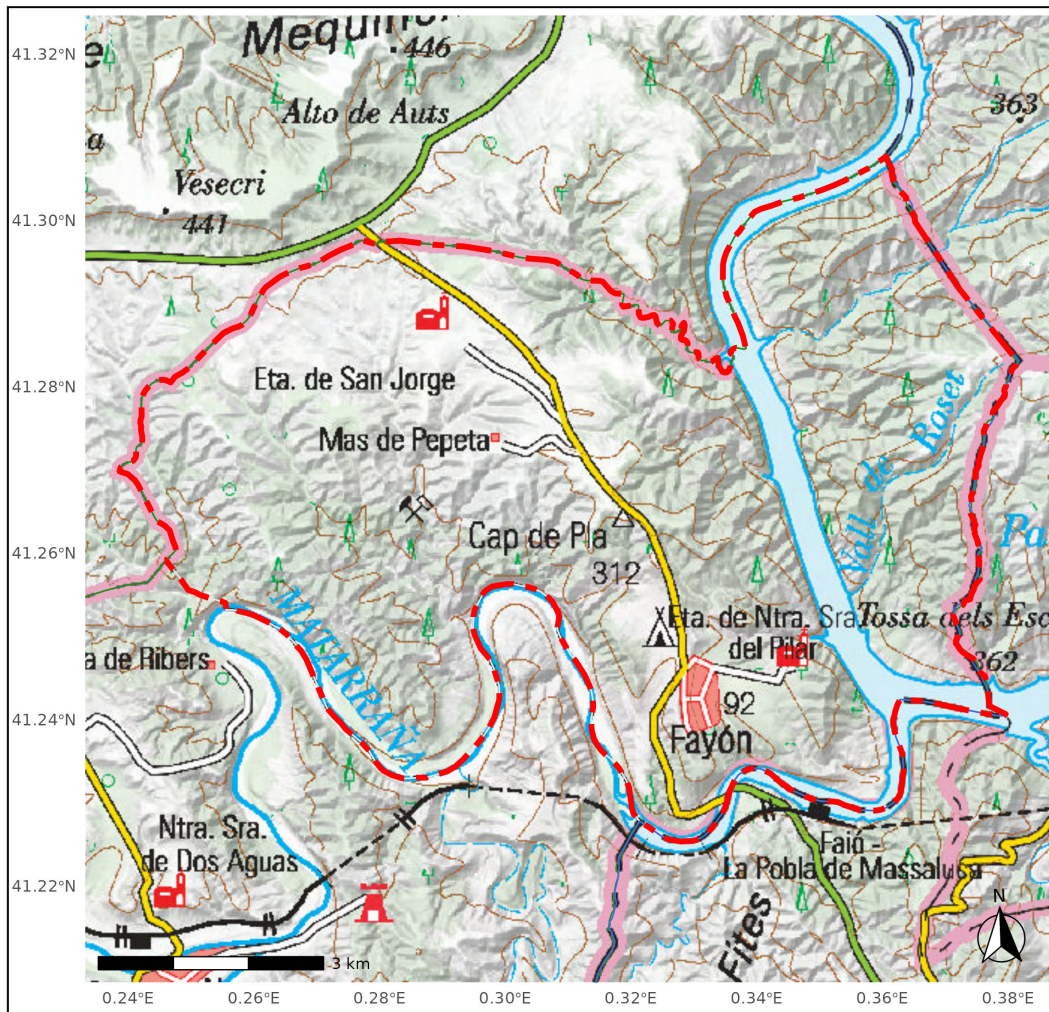 41.32°N
41.30°N
41.28°N
41.26°N
41.24°N
41.22°N
446
Alto de Auts
363
Vesecri
441
Eta. de San Jorge
Mas de Pepeta
Cap de Pla
312
Vall de Roset
MATARRAÑA
Eta. de Ntra. Sra
del Pilar
Tossa dels Esc
362
a de Ribers
92
Fayón
Ntra. Sra.
de Dos Aguas
Faió -
La Pobla de Massaluca
Fites
N
3 km
0.24°E
0.26°E
0.28°E
0.30°E
0.32°E
0.34°E
0.36°E
0.38°E